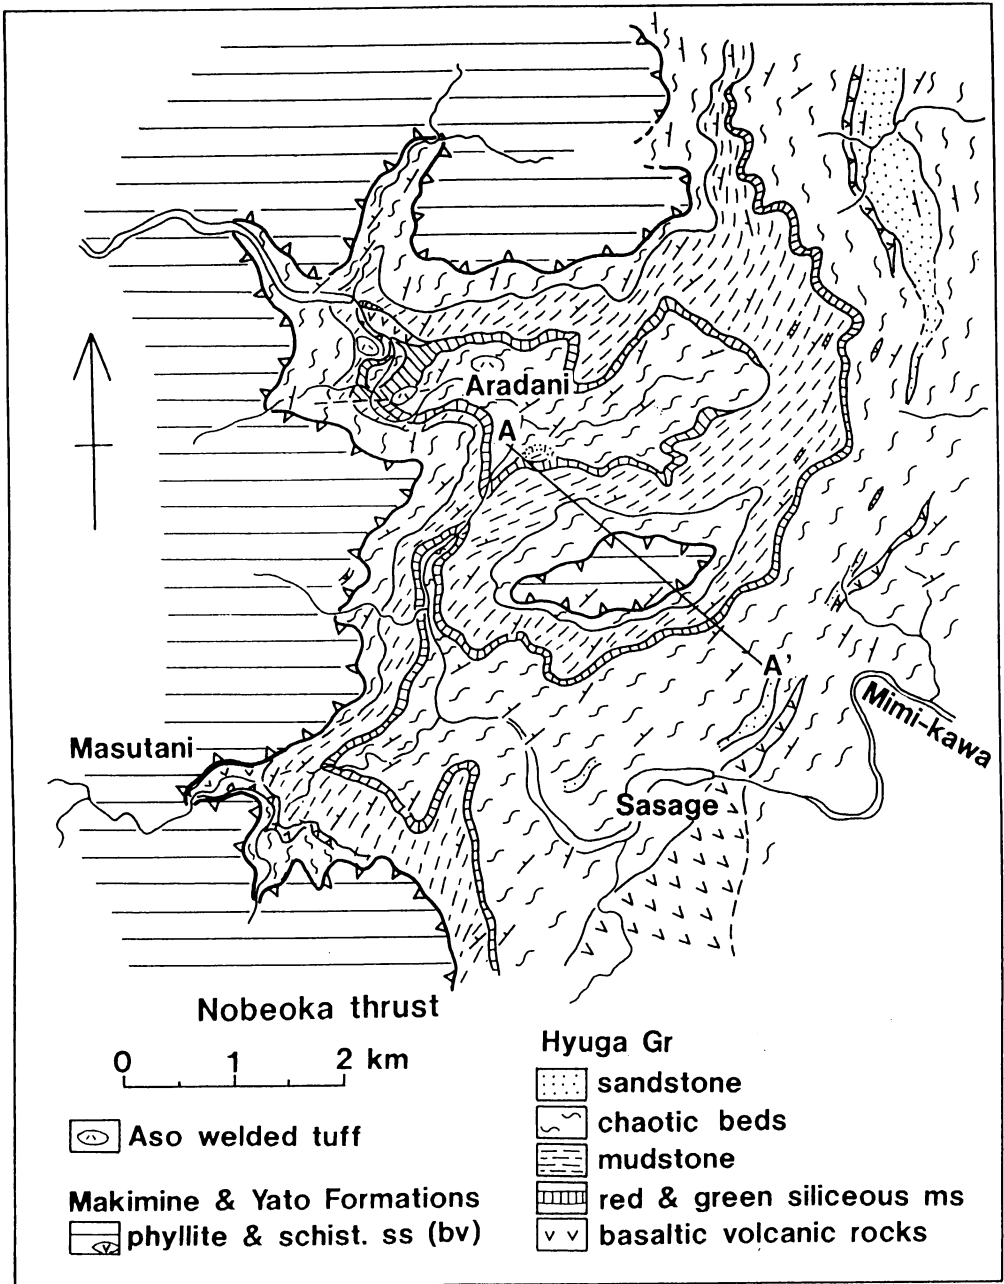 Aradani
A
A'
Mimi-kawa
Masutani
Sasage
Nobeoka thrust
0 1 2 km
Aso welded tuff
Makimine & Yato Formations
phyllite & schist. ss (bv)
Hyuga Gr
sandstone
chaotic beds
mudstone
red & green siliceous ms
basaltic volcanic rocks